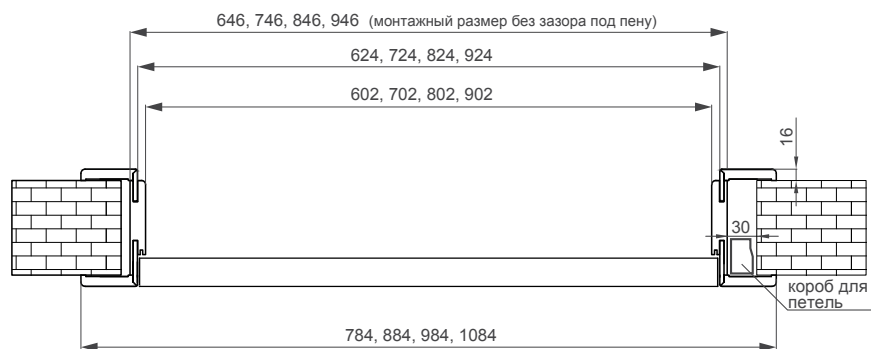 646, 746, 846, 946 (монтажный размер без зазора под пену)
624, 724, 824, 924
602, 702, 802, 902
16
30
короб для
петель
784, 884, 984, 1084